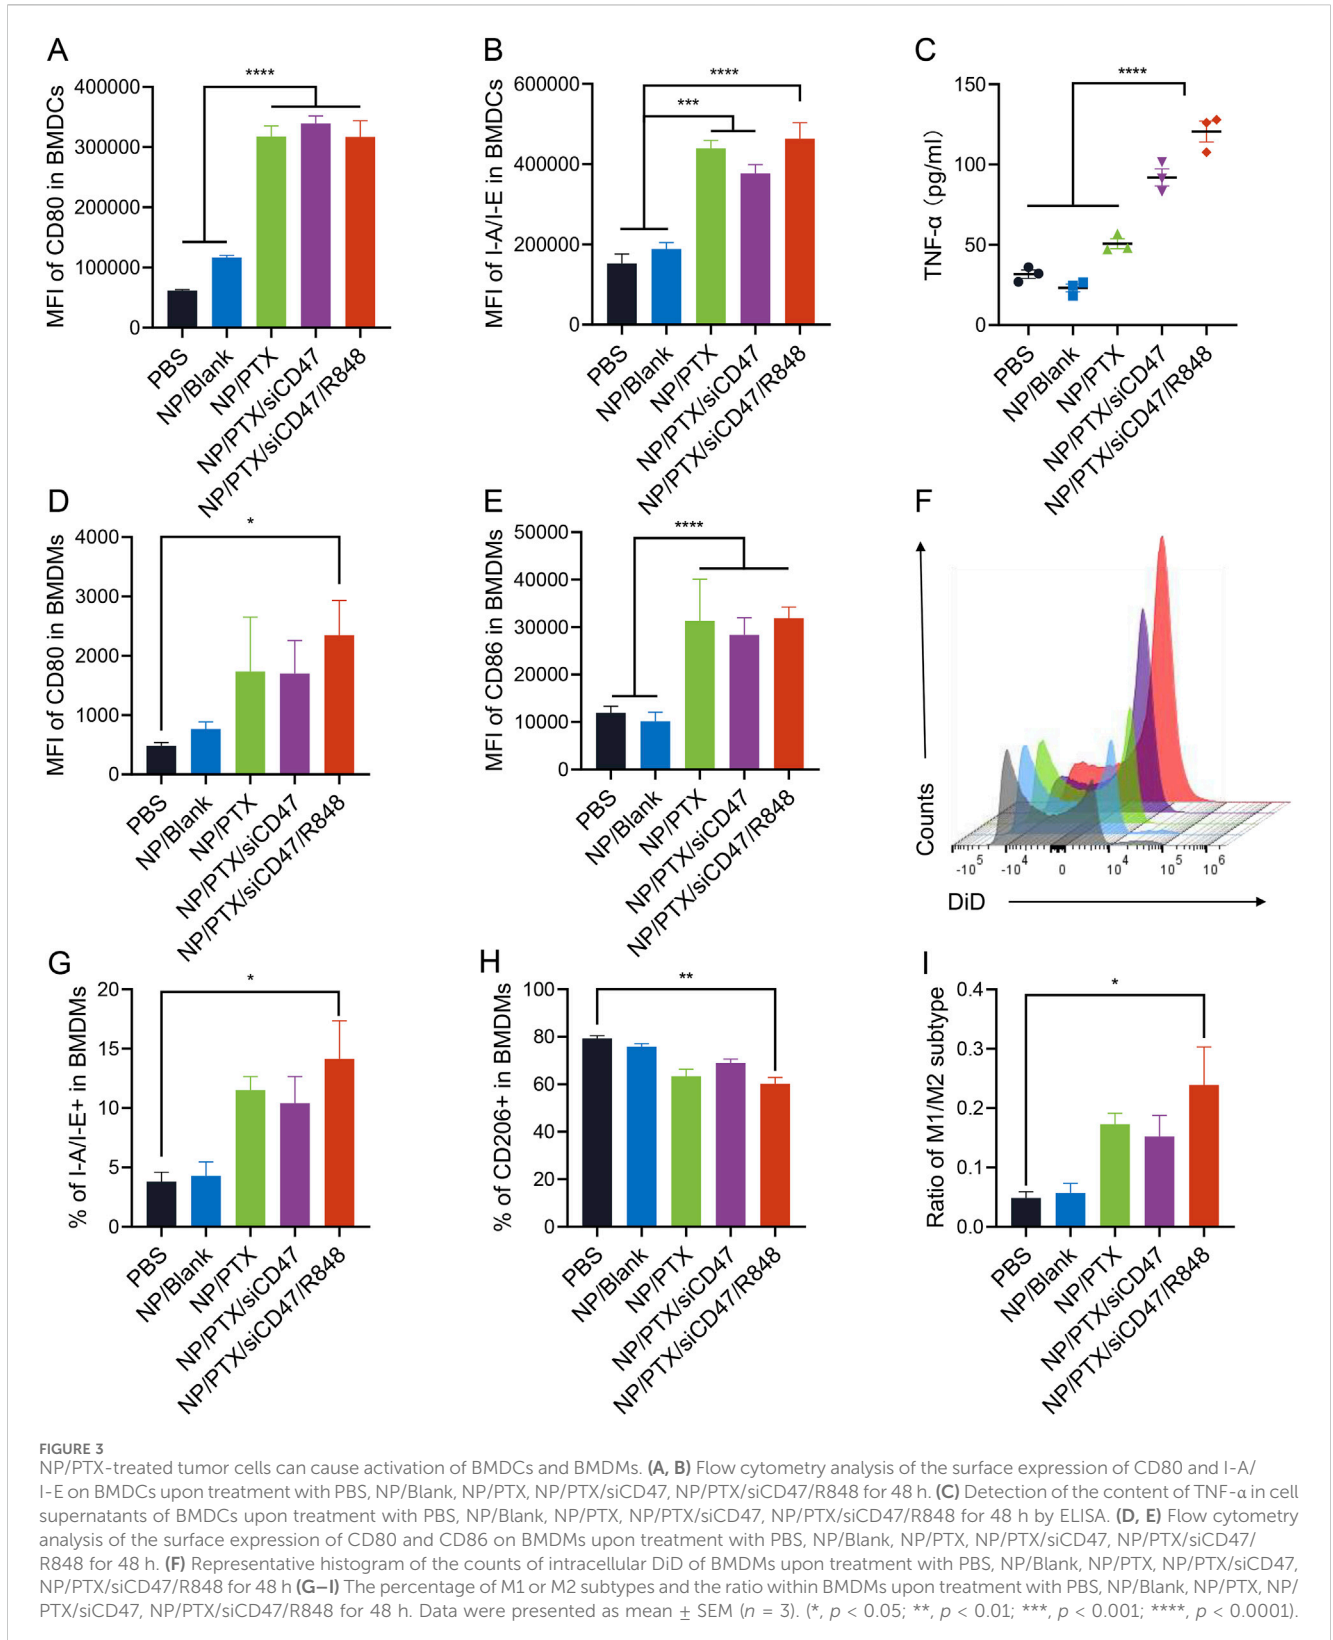 A
B
C
****
****
***
****
MFI of CD80 in BMDCs
400000
300000
200000
100000
0
PBS
NP/Blank
NP/PTX
NP/PTX/siCD47
NP/PTX/siCD47/R848
MFI of I-A/I-E in BMDCs
600000
400000
200000
0
PBS
NP/Blank
NP/PTX
NP/PTX/siCD47
NP/PTX/siCD47/R848
TNF-α (pg/ml)
150
100
50
0
PBS
NP/Blank
NP/PTX
NP/PTX/siCD47
NP/PTX/siCD47/R848
D
E
F
*
****
MFI of CD80 in BMDMs
4000
3000
2000
1000
0
PBS
NP/Blank
NP/PTX
NP/PTX/siCD47
NP/PTX/siCD47/R848
MFI of CD86 in BMDMs
50000
40000
30000
20000
10000
0
PBS
NP/Blank
NP/PTX
NP/PTX/siCD47
NP/PTX/siCD47/R848
Counts
-10⁵ -10⁴ 0 10⁴ 10⁵ 10⁶
DiD
G
H
I
*
**
*
% of I-A/I-E+ in BMDMs
20
15
10
5
0
PBS
NP/Blank
NP/PTX
NP/PTX/siCD47
NP/PTX/siCD47/R848
% of CD206+ in BMDMs
100
80
60
40
20
0
PBS
NP/Blank
NP/PTX
NP/PTX/siCD47
NP/PTX/siCD47/R848
Ratio of M1/M2 subtype
0.4
0.3
0.2
0.1
0.0
PBS
NP/Blank
NP/PTX
NP/PTX/siCD47
NP/PTX/siCD47/R848
FIGURE 3
NP/PTX-treated tumor cells can cause activation of BMDCs and BMDMs. (A, B) Flow cytometry analysis of the surface expression of CD80 and I-A/
I-E on BMDCs upon treatment with PBS, NP/Blank, NP/PTX, NP/PTX/siCD47, NP/PTX/siCD47/R848 for 48 h. (C) Detection of the content of TNF-α in cell
supernatants of BMDCs upon treatment with PBS, NP/Blank, NP/PTX, NP/PTX/siCD47, NP/PTX/siCD47/R848 for 48 h by ELISA. (D, E) Flow cytometry
analysis of the surface expression of CD80 and CD86 on BMDMs upon treatment with PBS, NP/Blank, NP/PTX, NP/PTX/siCD47, NP/PTX/siCD47/
R848 for 48 h. (F) Representative histogram of the counts of intracellular DiD of BMDMs upon treatment with PBS, NP/Blank, NP/PTX, NP/PTX/siCD47,
NP/PTX/siCD47/R848 for 48 h (G–I) The percentage of M1 or M2 subtypes and the ratio within BMDMs upon treatment with PBS, NP/Blank, NP/PTX, NP/
PTX/siCD47, NP/PTX/siCD47/R848 for 48 h. Data were presented as mean ± SEM (n = 3). (*, p < 0.05; **, p < 0.01; ***, p < 0.001; ****, p < 0.0001).